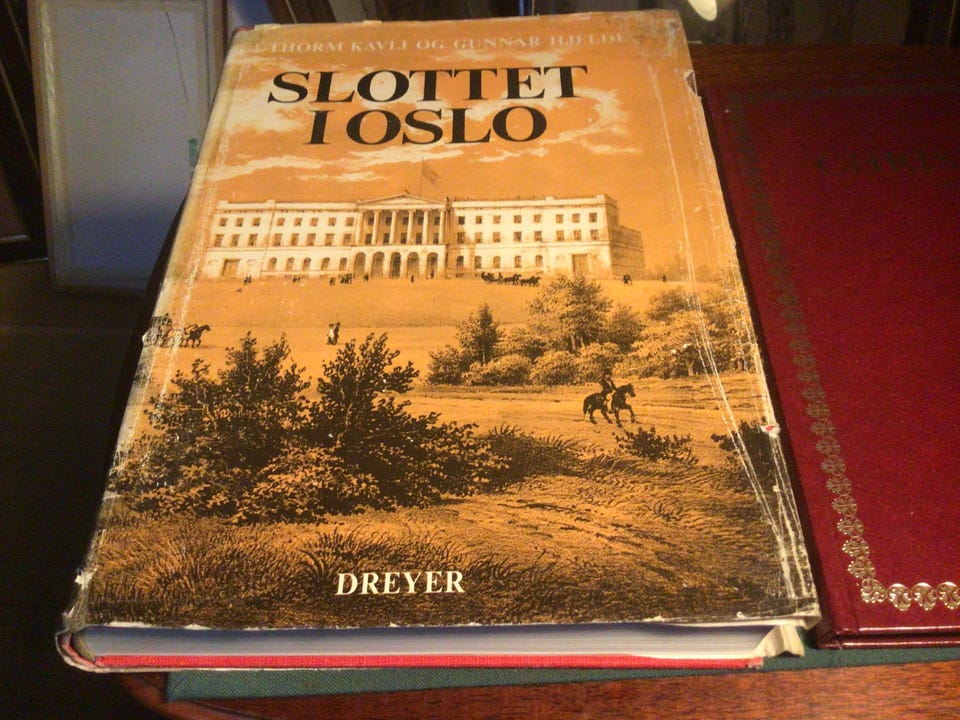 THORM KAVLI OG GUNNAR HJELDE
SLOTTET
I OSLO
DREYER